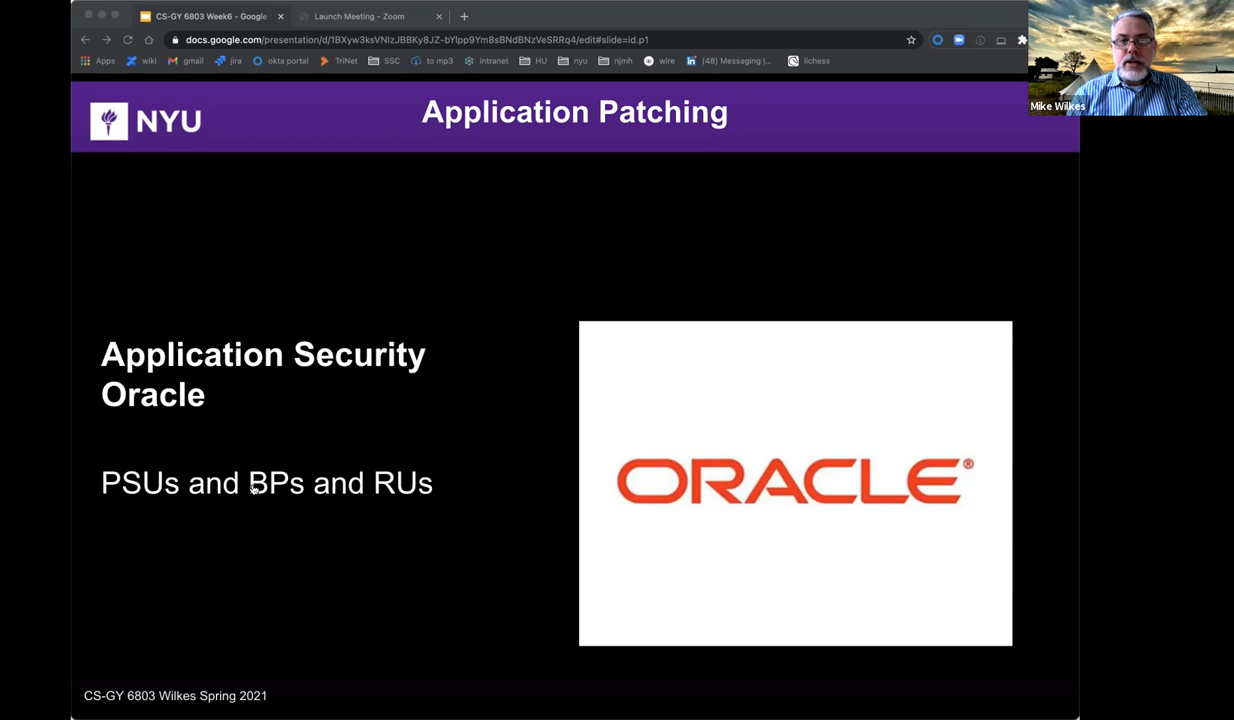 CS-GY 6803 Week6 - Google
Launch Meeting - Zoom
docs.google.com/presentation/d/1BXyw3ksVNlzJBBKy8JZ-bYlpp9Ym8sBNdBNzVeSRRq4/edit#slide=id.p1
Apps wiki gmail jira okta portal TriNet SSC to mp3 intranet HU nyu njmh wire (48) Messaging |... lichess
Mike Wilkes
NYU
Application Patching
Application Security
Oracle
PSUs and BPs and RUs
ORACLE®
CS-GY 6803 Wilkes Spring 2021